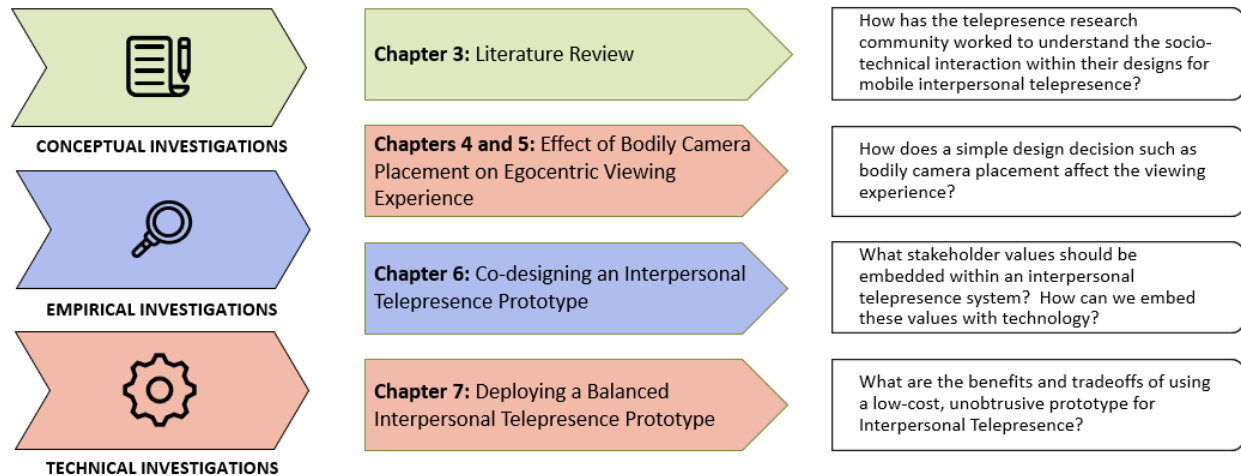 CONCEPTUAL INVESTIGATIONS
EMPIRICAL INVESTIGATIONS
TECHNICAL INVESTIGATIONS
Chapter 3: Literature Review
How has the telepresence research
community worked to understand the socio-
technical interaction within their designs for
mobile interpersonal telepresence?
Chapters 4 and 5: Effect of Bodily Camera
Placement on Egocentric Viewing
Experience
How does a simple design decision such as
bodily camera placement affect the viewing
experience?
Chapter 6: Co-designing an Interpersonal
Telepresence Prototype
What stakeholder values should be
embedded within an interpersonal
telepresence system?  How can we embed
these values with technology?
Chapter 7: Deploying a Balanced
Interpersonal Telepresence Prototype
What are the benefits and tradeoffs of using
a low-cost, unobtrusive prototype for
Interpersonal Telepresence?